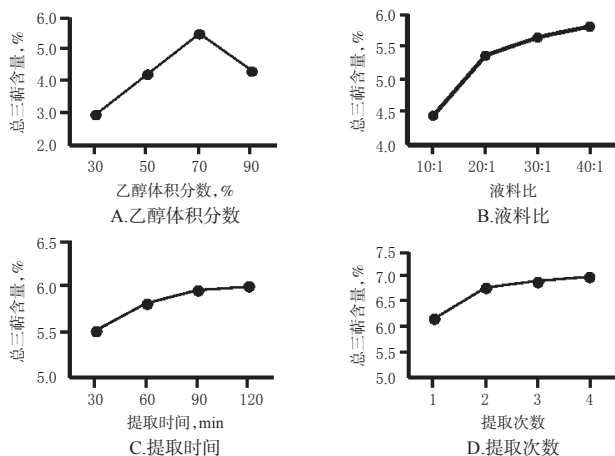 总三萜含量,%
6.0
5.0
4.0
3.0
2.0
30 50 70 90
乙醇体积分数,%
A.乙醇体积分数
总三萜含量,%
6.0
5.5
5.0
4.5
4.0
10:1 20:1 30:1 40:1
液料比
B.液料比
总三萜含量,%
6.5
6.0
5.5
5.0
30 60 90 120
提取时间,min
C.提取时间
总三萜含量,%
7.5
7.0
6.5
6.0
5.5
5.0
1 2 3 4
提取次数
D.提取次数